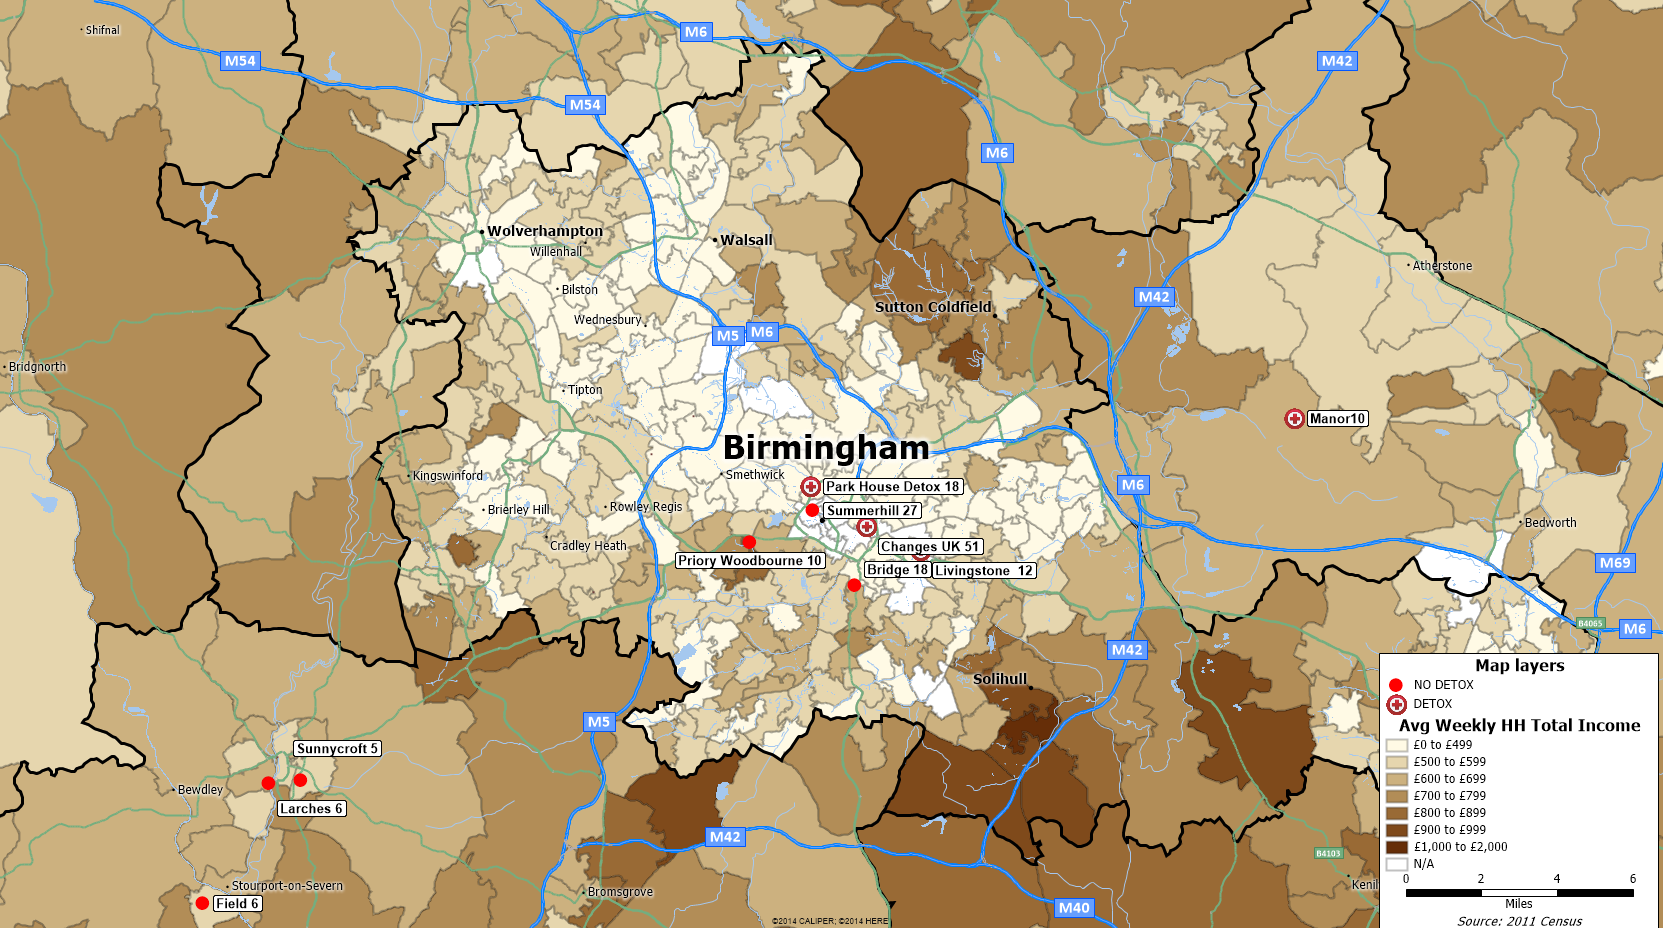 Shifnal
M54
M6
M42
M54
M6
Wolverhampton
Willenhall
Walsall
Atherstone
Bilston
M42
Sutton Coldfield
Wednesbury
M5
M6
Bridgnorth
Tipton
Manor10
Birmingham
Kingswinford
Smethwick
Park House Detox 18
M6
Brierley Hill
Rowley Regis
Summerhill 27
Bedworth
Cradley Heath
Changes UK 51
Priory Woodbourne 10
Bridge 18
Livingstone  12
M69
B4065
M6
M42
Solihull
M5
Sunnycroft 5
Bewdley
Larches 6
M42
B4103
Stourport-on-Severn
Bromsgrove
Kenil
Field 6
M40
©2014 CALIPER; ©2014 HERE
Map layers
NO DETOX
DETOX
Avg Weekly HH Total Income
£0 to £499
£500 to £599
£600 to £699
£700 to £799
£800 to £899
£900 to £999
£1,000 to £2,000
N/A
0 2 4 6
Miles
Source: 2011 Census